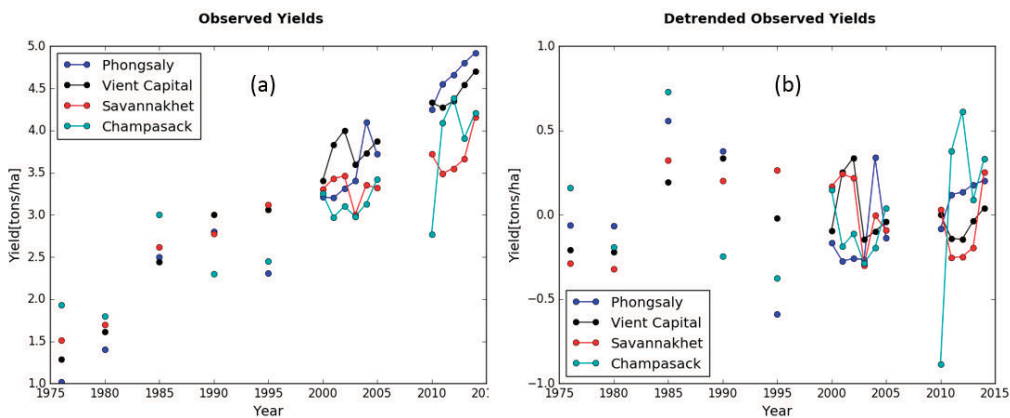 Observed Yields
Yield[tons/ha]
5.0
4.5
4.0
3.5
3.0
2.5
2.0
1.5
1.0
Phongsaly
Vient Capital
Savannakhet
Champasack
(a)
1975 1980 1985 1990 1995 2000 2005 2010 201
Year
Detrended Observed Yields
Yield[tons/ha]
1.0
0.5
0.0
−0.5
−1.0
(b)
Phongsaly
Vient Capital
Savannakhet
Champasack
1975 1980 1985 1990 1995 2000 2005 2010 2015
Year